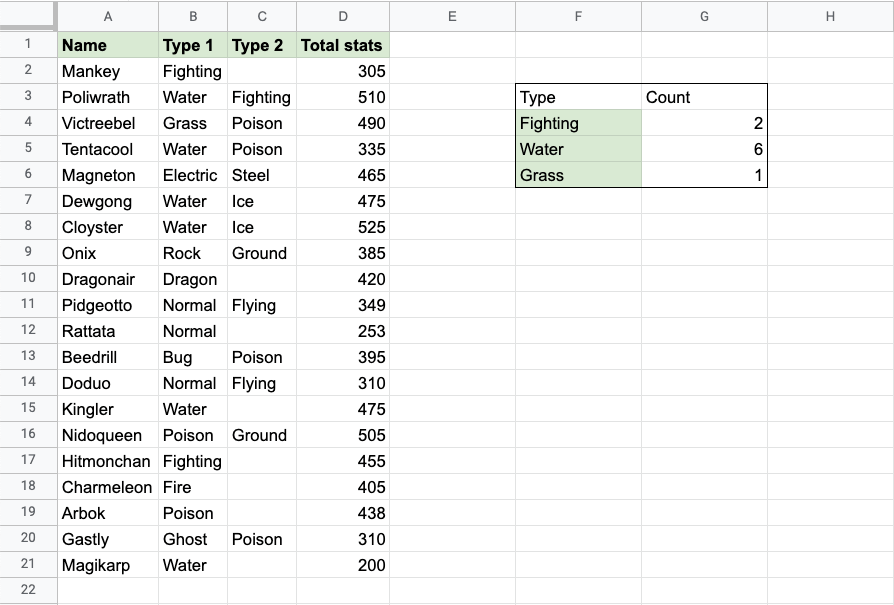 A B C D E F G H
1 Name Type 1 Type 2 Total stats
2 Mankey Fighting 305
3 Poliwrath Water Fighting 510 Type Count
4 Victreebel Grass Poison 490 Fighting 2
5 Tentacool Water Poison 335 Water 6
6 Magneton Electric Steel 465 Grass 1
7 Dewgong Water Ice 475
8 Cloyster Water Ice 525
9 Onix Rock Ground 385
10 Dragonair Dragon 420
11 Pidgeotto Normal Flying 349
12 Rattata Normal 253
13 Beedrill Bug Poison 395
14 Doduo Normal Flying 310
15 Kingler Water 475
16 Nidoqueen Poison Ground 505
17 Hitmonchan Fighting 455
18 Charmeleon Fire 405
19 Arbok Poison 438
20 Gastly Ghost Poison 310
21 Magikarp Water 200
22